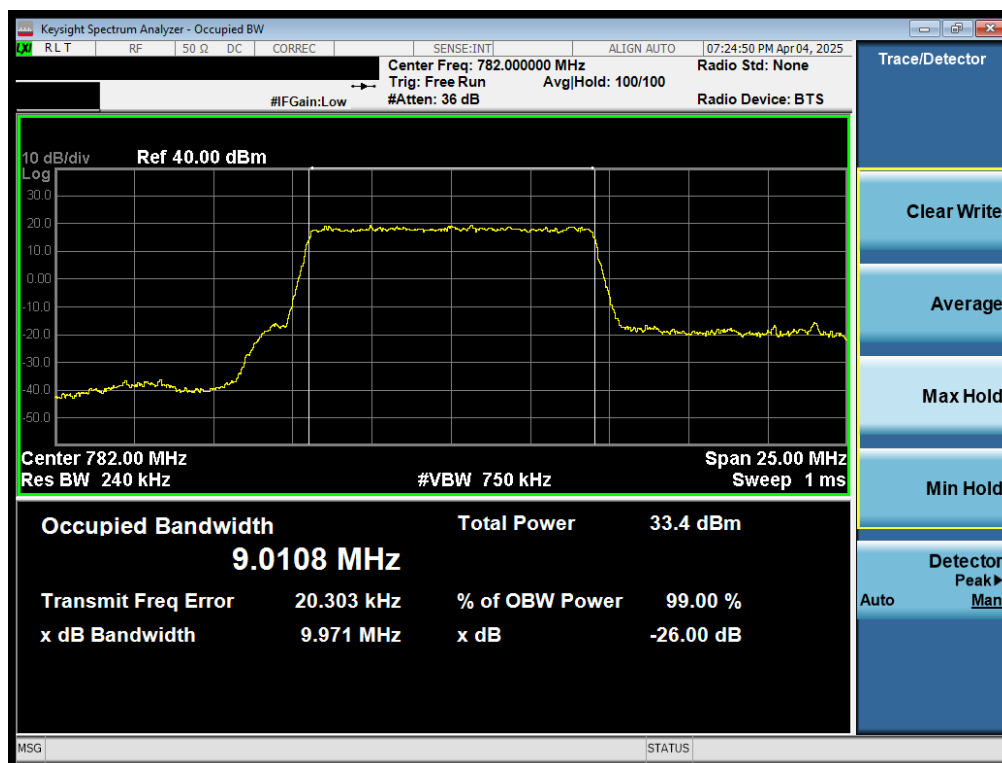 Keysight Spectrum Analyzer - Occupied BW
LXI RLT RF 50 Ω DC CORREC SENSE:INT ALIGN AUTO 07:24:50 PM Apr 04, 2025
Center Freq: 782.000000 MHz Radio Std: None
Trig: Free Run Avg|Hold: 100/100
#IFGain:Low #Atten: 36 dB Radio Device: BTS
10 dB/div Ref 40.00 dBm
Log
30.0
20.0
10.0
0.00
-10.0
-20.0
-30.0
-40.0
-50.0
Center 782.00 MHz Span 25.00 MHz
Res BW 240 kHz #VBW 750 kHz Sweep 1 ms
Occupied Bandwidth Total Power 33.4 dBm
9.0108 MHz
Transmit Freq Error 20.303 kHz % of OBW Power 99.00 %
x dB Bandwidth 9.971 MHz x dB -26.00 dB
MSG STATUS
Trace/Detector
Clear Write
Average
Max Hold
Min Hold
Detector
Peak▶
Auto Man